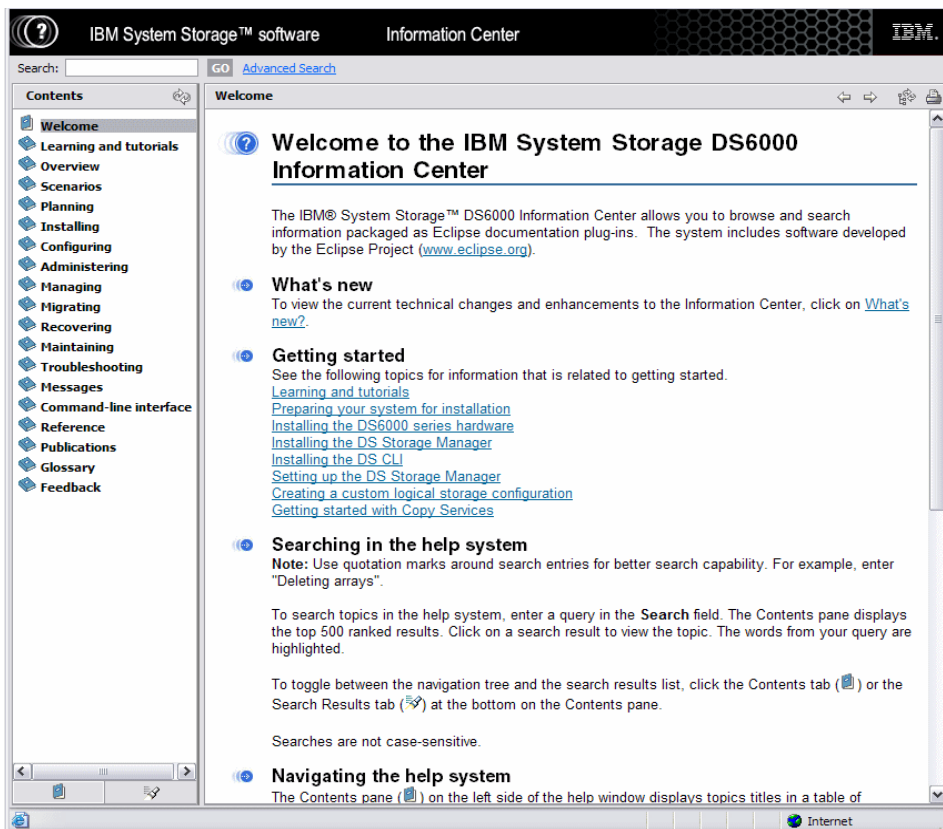 IBM System Storage™ software Information Center IBM.
Search: GO Advanced Search
Contents
Welcome
Learning and tutorials
Overview
Scenarios
Planning
Installing
Configuring
Administering
Managing
Migrating
Recovering
Maintaining
Troubleshooting
Messages
Command-line interface
Reference
Publications
Glossary
Feedback
Welcome
Welcome to the IBM System Storage DS6000
Information Center
The IBM® System Storage™ DS6000 Information Center allows you to browse and search
information packaged as Eclipse documentation plug-ins. The system includes software developed
by the Eclipse Project (www.eclipse.org).
What's new
To view the current technical changes and enhancements to the Information Center, click on What's
new?.
Getting started
See the following topics for information that is related to getting started.
Learning and tutorials
Preparing your system for installation
Installing the DS6000 series hardware
Installing the DS Storage Manager
Installing the DS CLI
Setting up the DS Storage Manager
Creating a custom logical storage configuration
Getting started with Copy Services
Searching in the help system
Note: Use quotation marks around search entries for better search capability. For example, enter
"Deleting arrays".
To search topics in the help system, enter a query in the Search field. The Contents pane displays
the top 500 ranked results. Click on a search result to view the topic. The words from your query are
highlighted.
To toggle between the navigation tree and the search results list, click the Contents tab ( ) or the
Search Results tab ( ) at the bottom on the Contents pane.
Searches are not case-sensitive.
Navigating the help system
The Contents pane ( ) on the left side of the help window displays topics titles in a table of
Internet